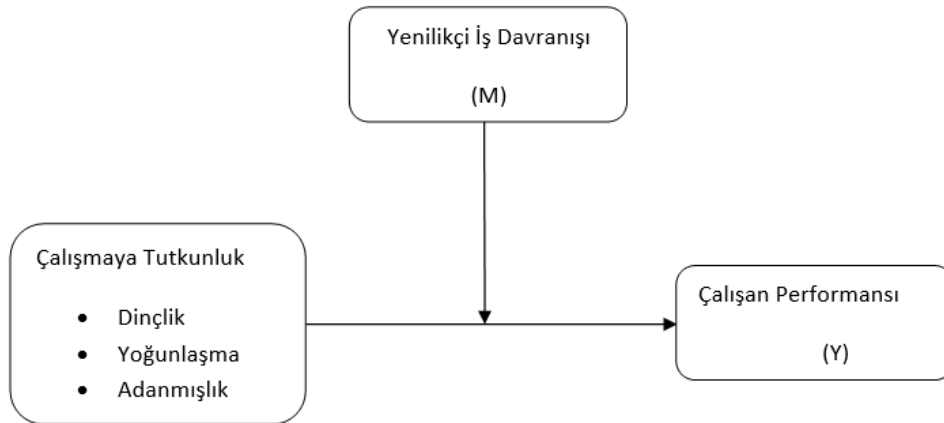 Yenilikçi İş Davranışı
(M)
Çalışmaya Tutkunluk
• Dinçlik
• Yoğunlaşma
• Adanmışlık
Çalışan Performansı
(Y)